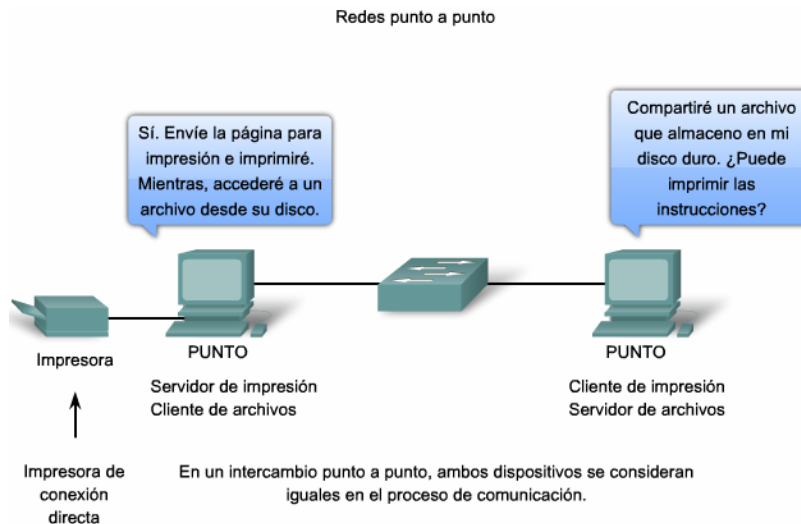 Redes punto a punto
Sí. Envíe la página para
impresión e imprimiré.
Mientras, accederé a un
archivo desde su disco.
Compartiré un archivo
que almaceno en mi
disco duro. ¿Puede
imprimir las
instrucciones?
Impresora
PUNTO
Servidor de impresión
Cliente de archivos
PUNTO
Cliente de impresión
Servidor de archivos
Impresora de
conexión
directa
En un intercambio punto a punto, ambos dispositivos se consideran
iguales en el proceso de comunicación.